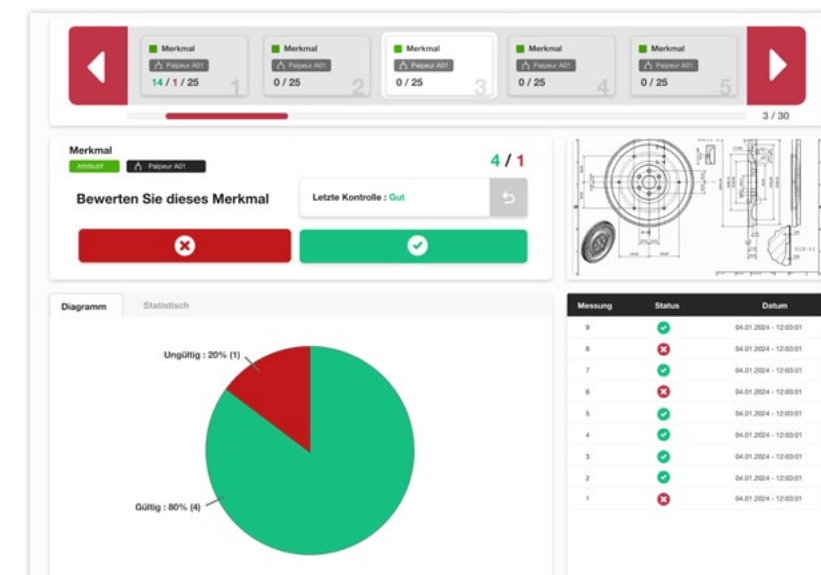 Merkmal
Palpeur A01
14 / 1 / 25
1
Merkmal
Palpeur A01
0 / 25
2
Merkmal
Palpeur A01
0 / 25
3
Merkmal
Palpeur A01
0 / 25
4
Merkmal
Palpeur A01
0 / 25
5
3 / 30
Merkmal
Attributif
Palpeur A01
4 / 1
Bewerten Sie dieses Merkmal
Letzte Kontrolle : Gut
Diagramm Statistisch
Ungültig : 20% (1)
Gültig : 80% (4)
Messung Status Datum
9 04.01.2024 - 12:03:01
8 04.01.2024 - 12:03:01
7 04.01.2024 - 12:03:01
6 04.01.2024 - 12:03:01
5 04.01.2024 - 12:03:01
4 04.01.2024 - 12:03:01
3 04.01.2024 - 12:03:01
2 04.01.2024 - 12:03:01
1 04.01.2024 - 12:03:01